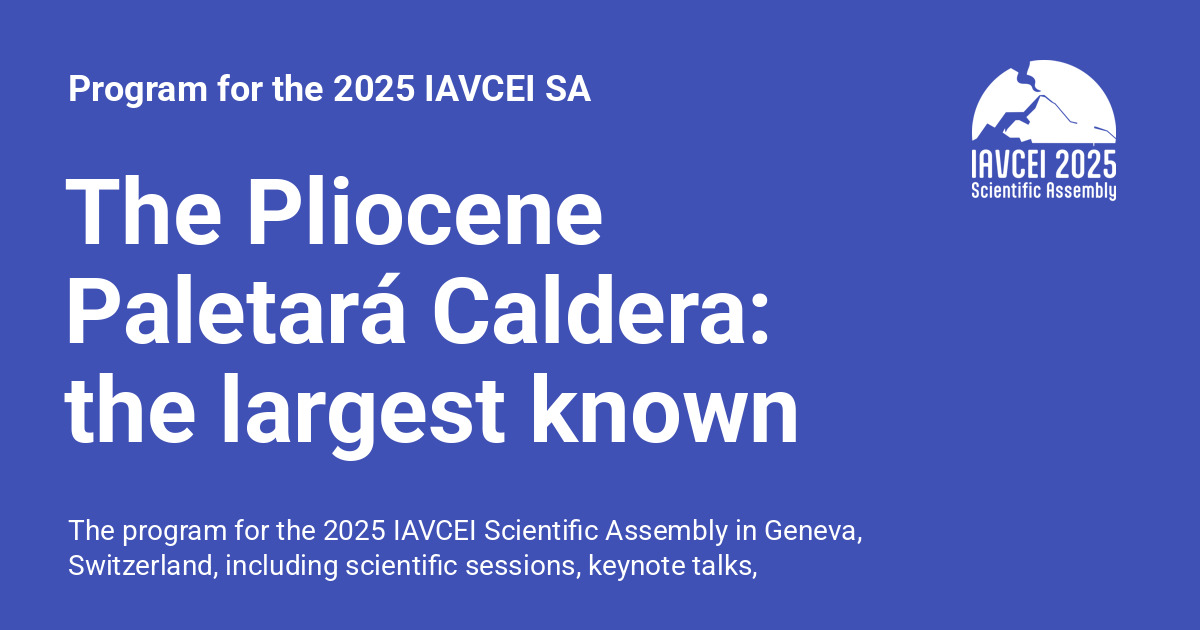 Program for the 2025 IAVCEI SA
IAVCEI 2025
Scientific Assembly
The Pliocene
Paletará Caldera:
the largest known
The program for the 2025 IAVCEI Scientific Assembly in Geneva,
Switzerland, including scientific sessions, keynote talks,